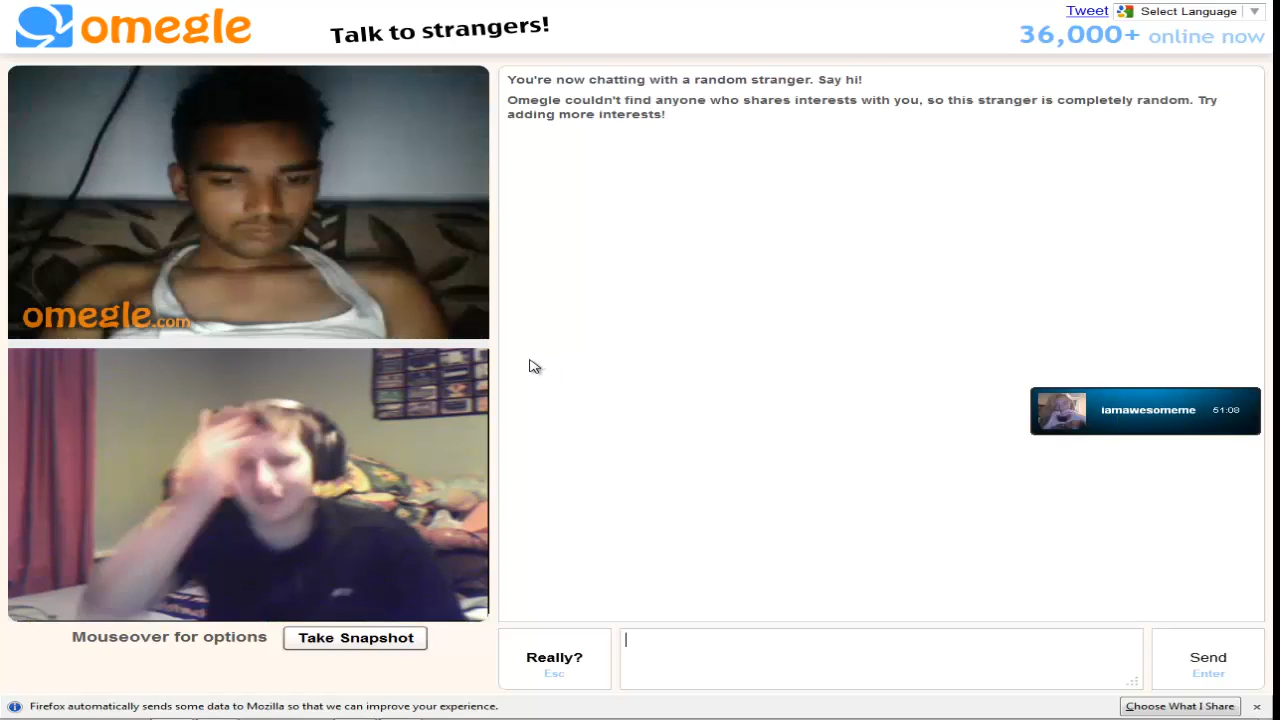 omegle
Talk to strangers!
Tweet
Select Language
36,000+ online now
You're now chatting with a random stranger. Say hi!
Omegle couldn't find anyone who shares interests with you, so this stranger is completely random. Try
adding more interests!
omegle.com
iamawesomeme 51:08
Mouseover for options
Take Snapshot
Really?
Esc
Send
Enter
Firefox automatically sends some data to Mozilla so that we can improve your experience.
Choose What I Share